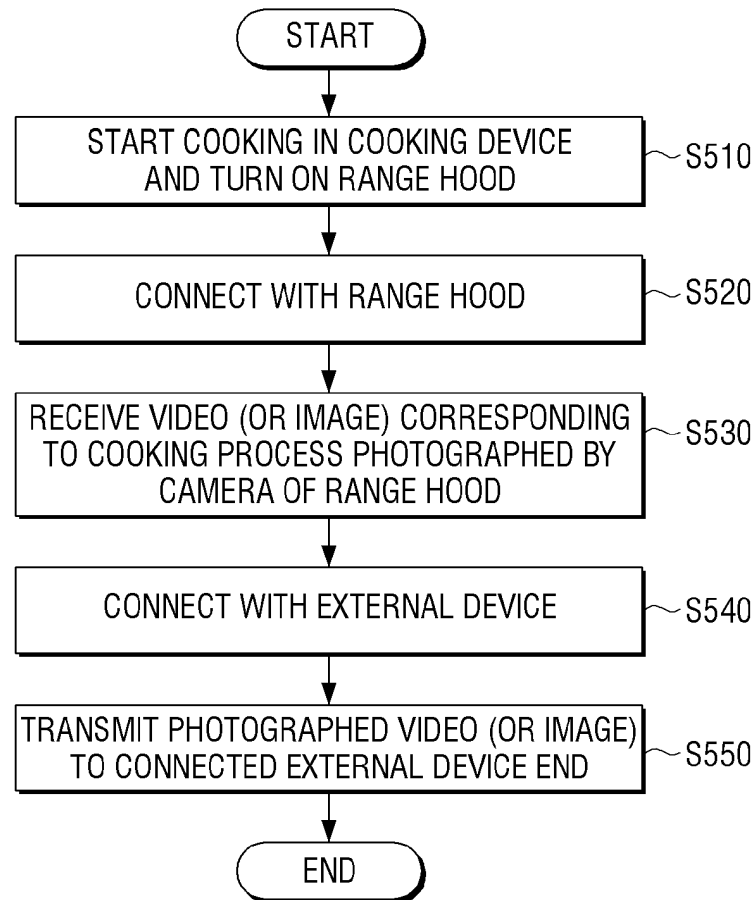 START
START COOKING IN COOKING DEVICE
AND TURN ON RANGE HOOD
S510
CONNECT WITH RANGE HOOD
S520
RECEIVE VIDEO (OR IMAGE) CORRESPONDING
TO COOKING PROCESS PHOTOGRAPHED BY
CAMERA OF RANGE HOOD
S530
CONNECT WITH EXTERNAL DEVICE
S540
TRANSMIT PHOTOGRAPHED VIDEO (OR IMAGE)
TO CONNECTED EXTERNAL DEVICE END
S550
END